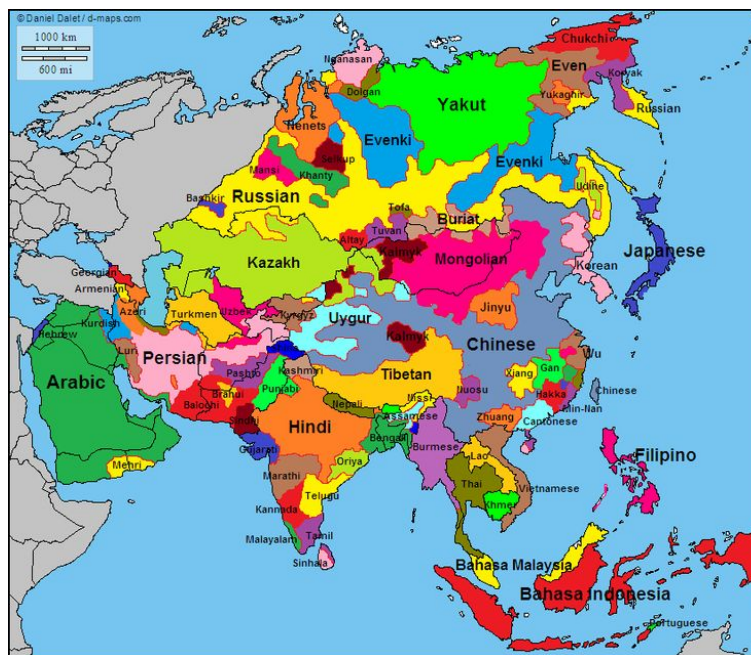 © Daniel Dalet / d-maps.com
1000 km
600 mi
Chukchi
Nganasan
Even
Dolgan
Koryak
Yakut
Yukaghir
Russian
Nenets
Evenki
Selkup
Evenki
Mansi
Khanty
Udihe
Bashkir
Russian
Tofa
Buriat
Tuvan
Altay
Kalmyk
Mongolian
Japanese
Kazakh
Korean
Georgian
Armenian
Azeri
Turkmen
Uzbek
Kyrgyz
Uygur
Jinyu
Kurdish
Hebrew
Kalmyk
Chinese
Luri
Persian
Wu
Gan
Kashmiri
Xiang
Arabic
Pashto
Punjabi
Tibetan
Nuosu
Hakka
Chinese
Brahui
Nissi
Min-Nan
Balochi
Nepali
Assamese
Zhuang
Cantonese
Sindhi
Hindi
Bengali
Gujarati
Burmese
Filipino
Mehri
Oriya
Lao
Marathi
Thai
Vietnamese
Telugu
Khmer
Kannada
Malayalam
Tamil
Sinhala
Bahasa Malaysia
Bahasa Indonesia
Portuguese